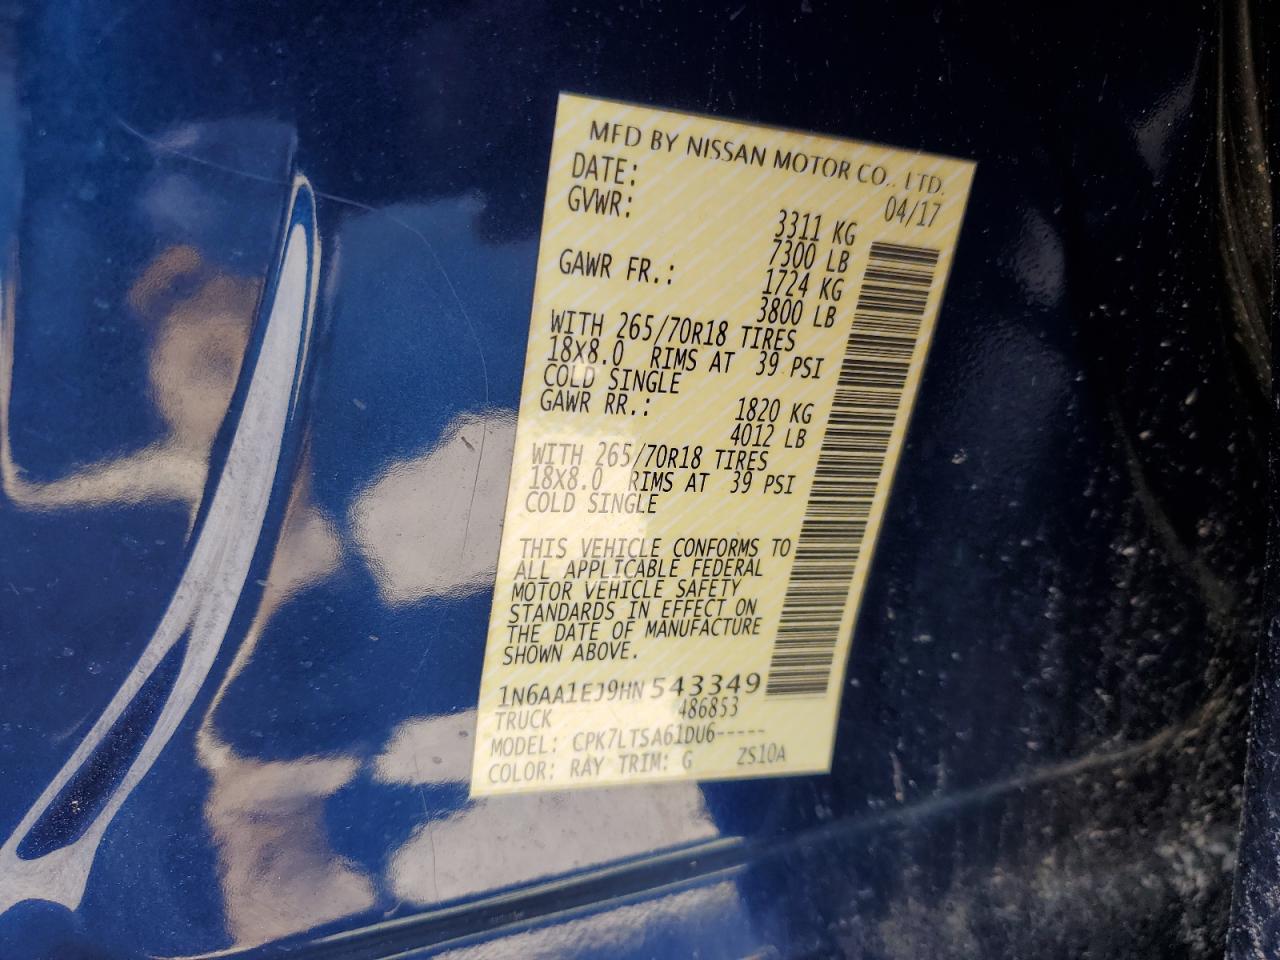 MFD BY NISSAN MOTOR CO., LTD.
DATE: 04/17
GVWR: 3311 KG
7300 LB
GAWR FR.: 1724 KG
3800 LB
WITH 265/70R18 TIRES
18X8.0 RIMS AT 39 PSI
COLD SINGLE
GAWR RR.: 1820 KG
4012 LB
WITH 265/70R18 TIRES
18X8.0 RIMS AT 39 PSI
COLD SINGLE
THIS VEHICLE CONFORMS TO
ALL APPLICABLE FEDERAL
MOTOR VEHICLE SAFETY
STANDARDS IN EFFECT ON
THE DATE OF MANUFACTURE
SHOWN ABOVE.
1N6AA1EJ9HN543349
TRUCK 486853
MODEL: CPK7LTSA61DU6-----
COLOR: RAY TRIM: G ZS10A